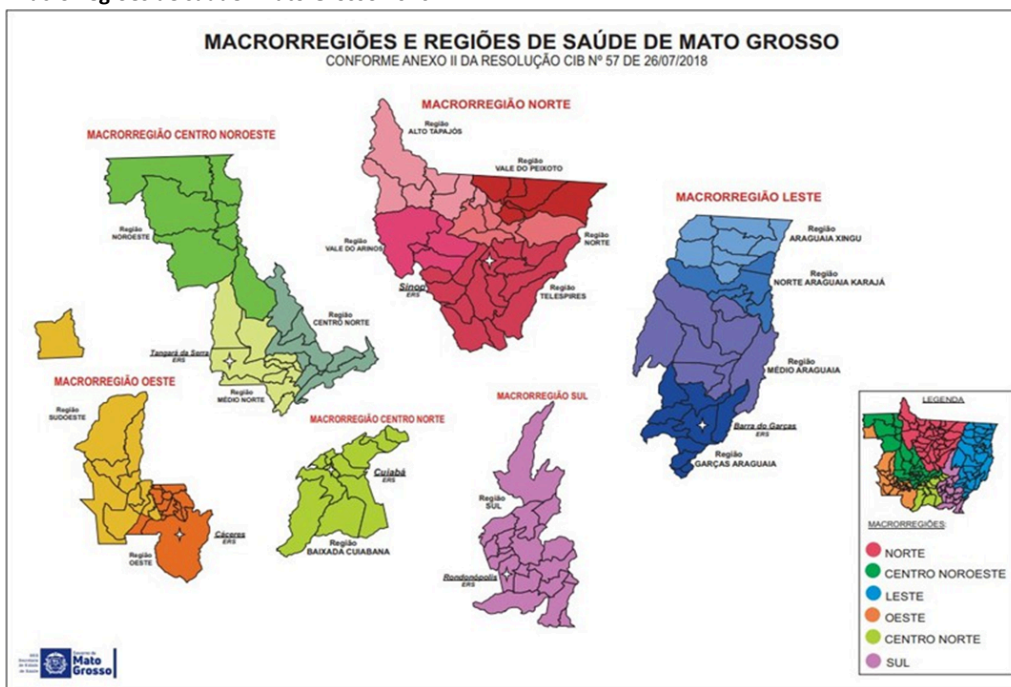 MACRORREGIÕES E REGIÕES DE SAÚDE DE MATO GROSSO
CONFORME ANEXO II DA RESOLUÇÃO CIB Nº 57 DE 26/07/2018
MACRORREGIÃO NORTE
Região
ALTO TAPAJÓS
Região
VALE DO PEIXOTO
Região
VALE DO ARINOS
Região
NORTE
Sinop
ERS
Região
TELESPIRES
MACRORREGIÃO CENTRO NOROESTE
Região
NOROESTE
Região
CENTRO NORTE
Tangará da Serra
ERS
Região
MÉDIO NORTE
MACRORREGIÃO LESTE
Região
ARAGUAIA XINGU
Região
NORTE ARAGUAIA KARAJÁ
Região
MÉDIO ARAGUAIA
Barra do Garças
ERS
Região
GARÇAS ARAGUAIA
MACRORREGIÃO OESTE
Região
SUDOESTE
Cáceres
ERS
Região
OESTE
MACRORREGIÃO CENTRO NORTE
Cuiabá
ERS
Região
BAIXADA CUIABANA
MACRORREGIÃO SUL
Região
SUL
Rondonópolis
ERS
LEGENDA
MACRORREGIÕES:
NORTE
CENTRO NOROESTE
LESTE
OESTE
CENTRO NORTE
SUL
Governo de
Mato
Grosso